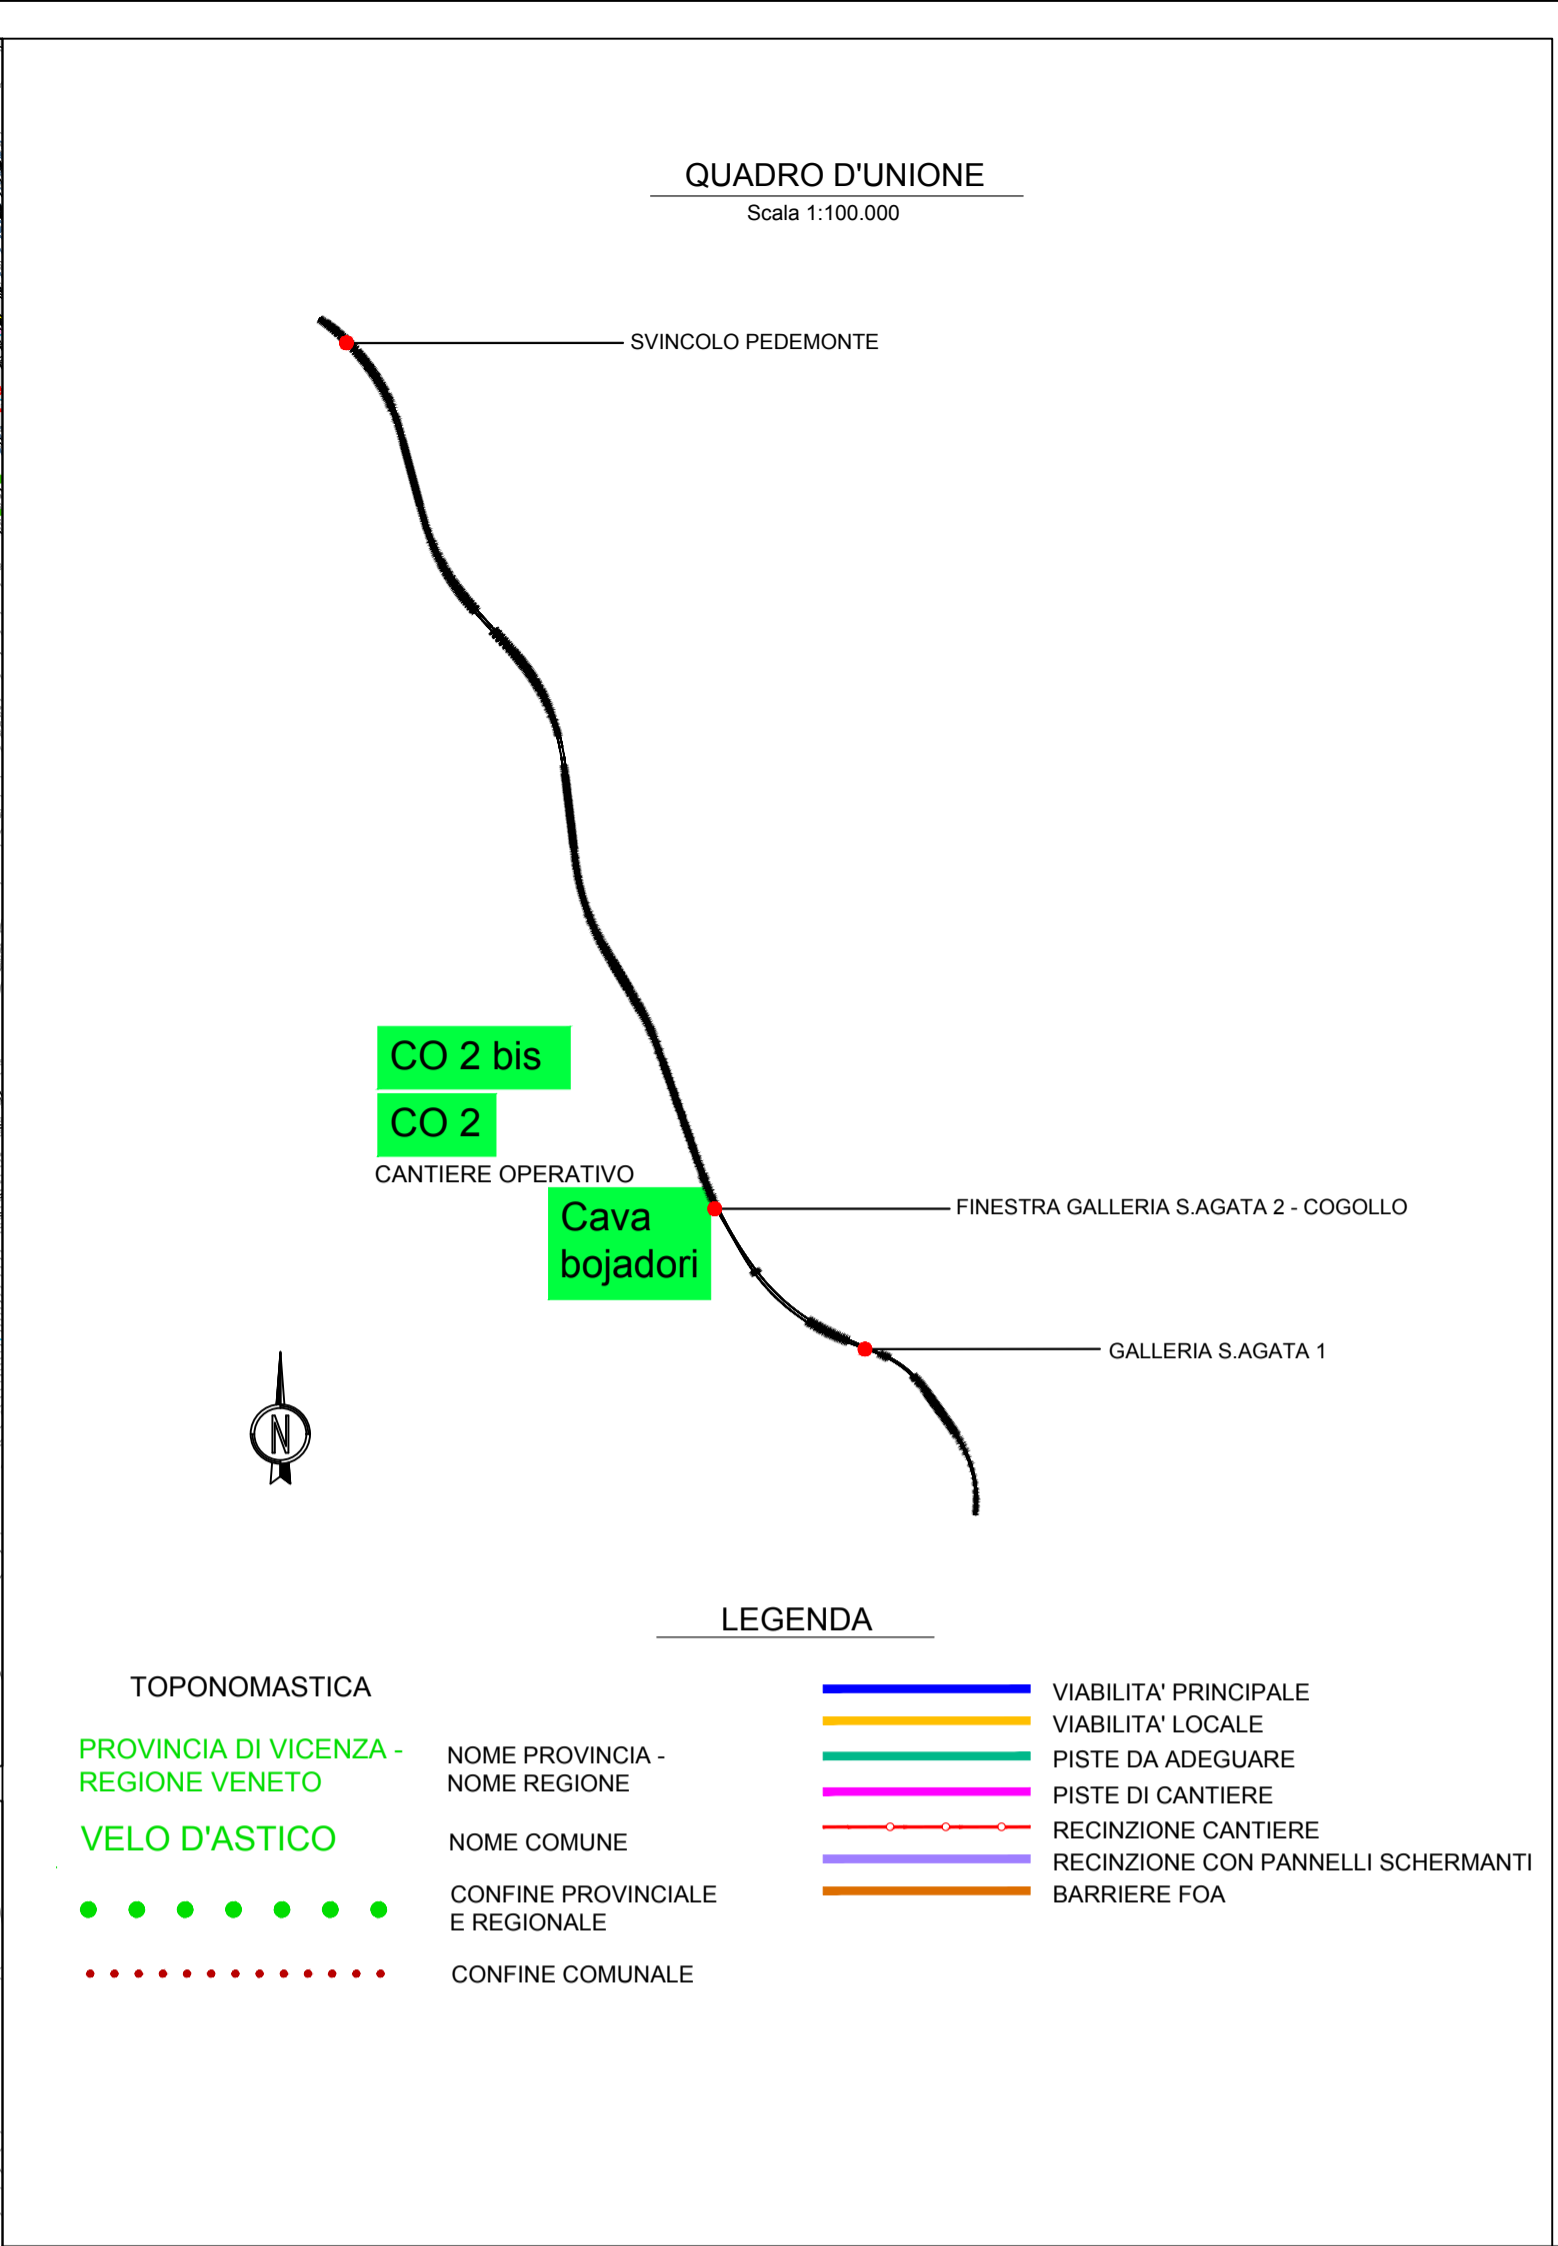 QUADRO D'UNIONE
Scala 1:100.000
SVINCOLO PEDEMONTE
CO 2 bis
CO 2
CANTIERE OPERATIVO
Cava
bojadori
FINESTRA GALLERIA S.AGATA 2 - COGOLLO
GALLERIA S.AGATA 1
N
LEGENDA
TOPONOMASTICA
PROVINCIA DI VICENZA -
REGIONE VENETO
NOME PROVINCIA -
NOME REGIONE
VELO D'ASTICO
NOME COMUNE
CONFINE PROVINCIALE
E REGIONALE
CONFINE COMUNALE
VIABILITA' PRINCIPALE
VIABILITA' LOCALE
PISTE DA ADEGUARE
PISTE DI CANTIERE
RECINZIONE CANTIERE
RECINZIONE CON PANNELLI SCHERMANTI
BARRIERE FOA